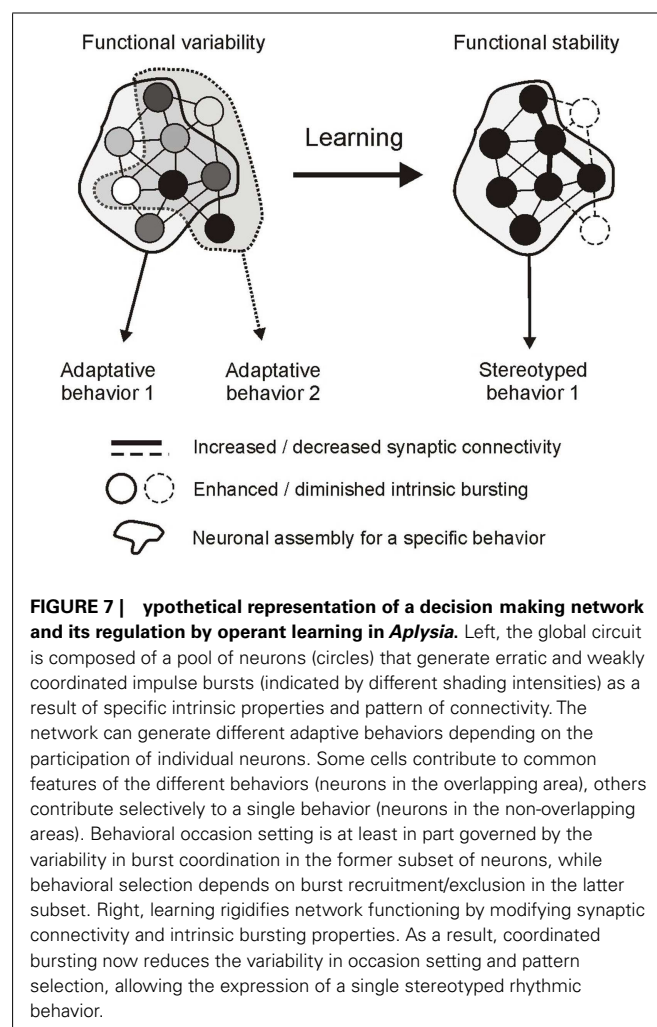 Functional variability
Functional stability
Learning
Adaptative
behavior 1
Adaptative
behavior 2
Stereotyped
behavior 1
Increased / decreased synaptic connectivity
Enhanced / diminished intrinsic bursting
Neuronal assembly for a specific behavior
FIGURE 7 | ypothetical representation of a decision making network
and its regulation by operant learning in Aplysia. Left, the global circuit
is composed of a pool of neurons (circles) that generate erratic and weakly
coordinated impulse bursts (indicated by different shading intensities) as a
result of specific intrinsic properties and pattern of connectivity. The
network can generate different adaptive behaviors depending on the
participation of individual neurons. Some cells contribute to common
features of the different behaviors (neurons in the overlapping area), others
contribute selectively to a single behavior (neurons in the non-overlapping
areas). Behavioral occasion setting is at least in part governed by the
variability in burst coordination in the former subset of neurons, while
behavioral selection depends on burst recruitment/exclusion in the latter
subset. Right, learning rigidifies network functioning by modifying synaptic
connectivity and intrinsic bursting properties. As a result, coordinated
bursting now reduces the variability in occasion setting and pattern
selection, allowing the expression of a single stereotyped rhythmic
behavior.